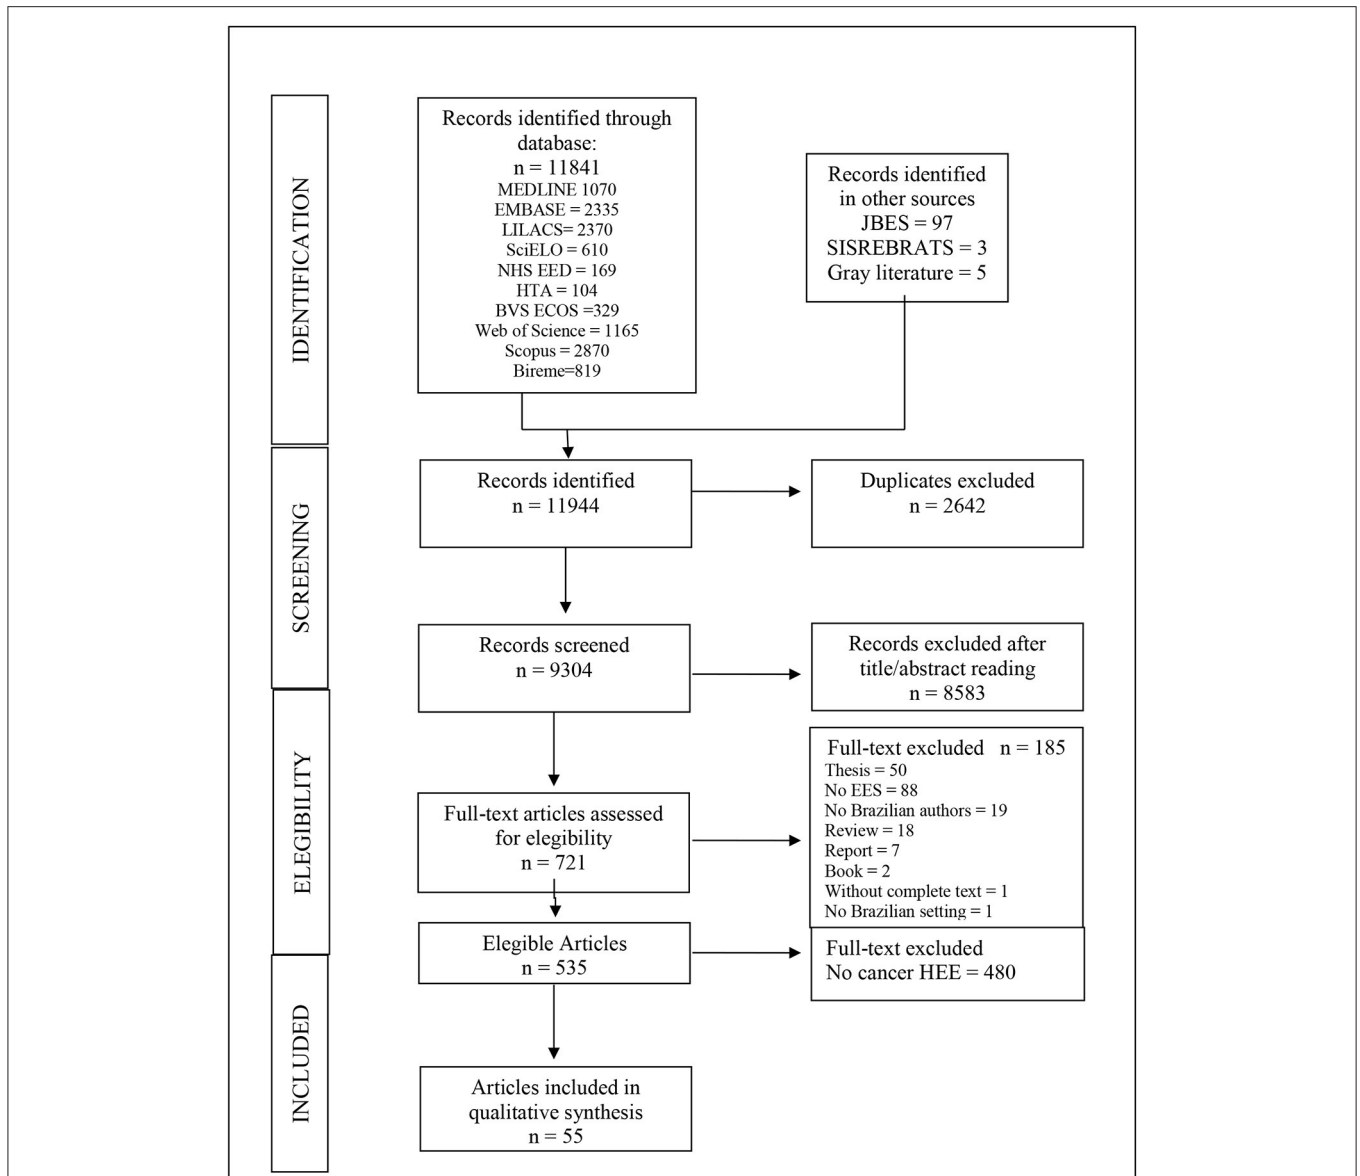 IDENTIFICATION
Records identified through
database:
n = 11841
MEDLINE 1070
EMBASE = 2335
LILACS= 2370
SciELO = 610
NHS EED = 169
HTA = 104
BVS ECOS =329
Web of Science = 1165
Scopus = 2870
Bireme=819
Records identified
in other sources
JBES = 97
SISREBRATS = 3
Gray literature = 5
SCREENING
Records identified
n = 11944
Duplicates excluded
n = 2642
Records screened
n = 9304
Records excluded after
title/abstract reading
n = 8583
ELEGIBILITY
Full-text articles assessed
for elegibility
n = 721
Full-text excluded n = 185
Thesis = 50
No EES = 88
No Brazilian authors = 19
Review = 18
Report = 7
Book = 2
Without complete text = 1
No Brazilian setting = 1
Elegible Articles
n = 535
Full-text excluded
No cancer HEE = 480
INCLUDED
Articles included in
qualitative synthesis
n = 55